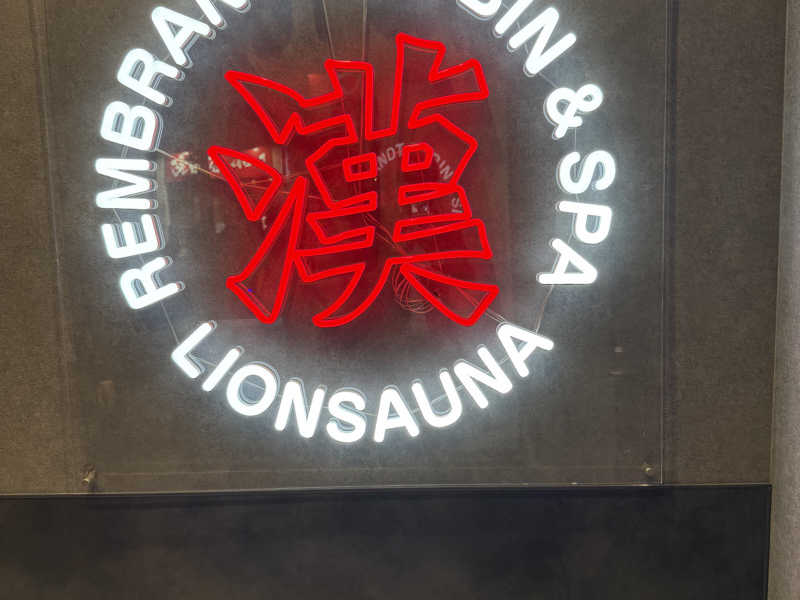 REMBRAN
BIN & SPA
漢
LIONSAUNA